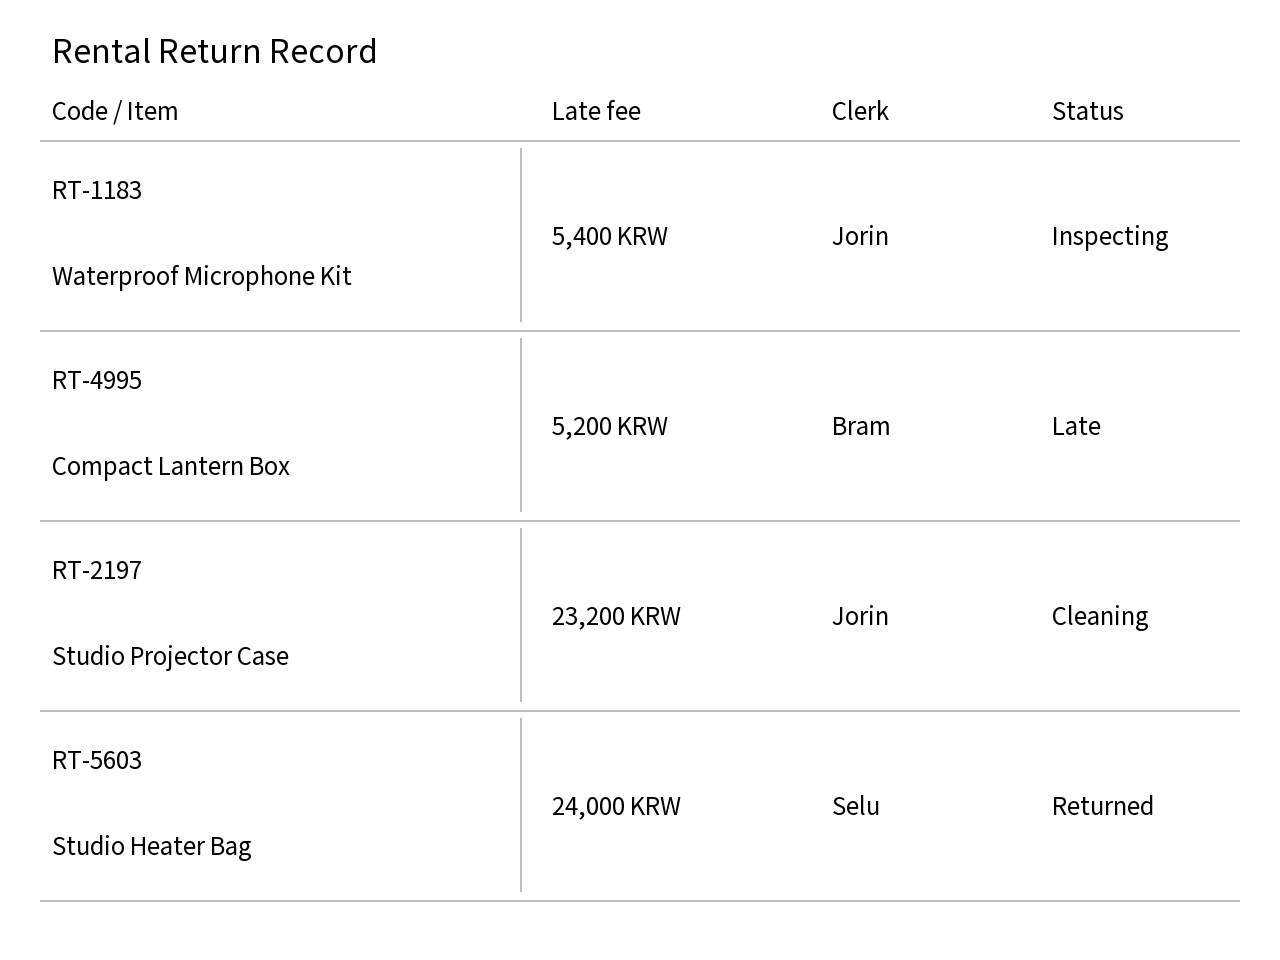 Rental Return Record
Code / Item Late fee Clerk Status
RT-1183
Waterproof Microphone Kit
5,400 KRW Jorin Inspecting
RT-4995
Compact Lantern Box
5,200 KRW Bram Late
RT-2197
Studio Projector Case
23,200 KRW Jorin Cleaning
RT-5603
Studio Heater Bag
24,000 KRW Selu Returned